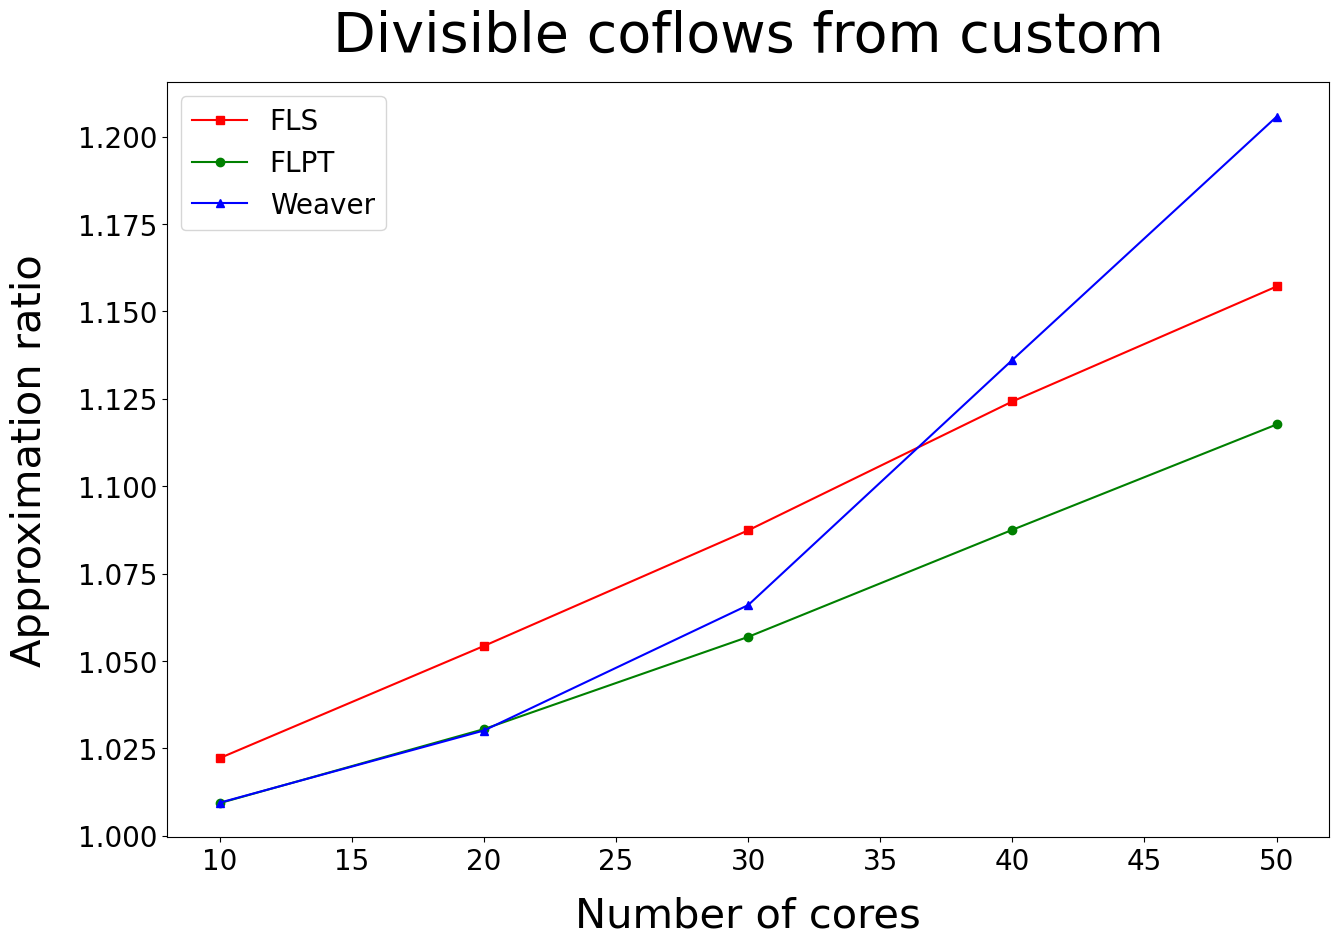 Divisible coflows from custom
FLS
FLPT
Weaver
Approximation ratio
1.200
1.175
1.150
1.125
1.100
1.075
1.050
1.025
1.000
10 15 20 25 30 35 40 45 50
Number of cores